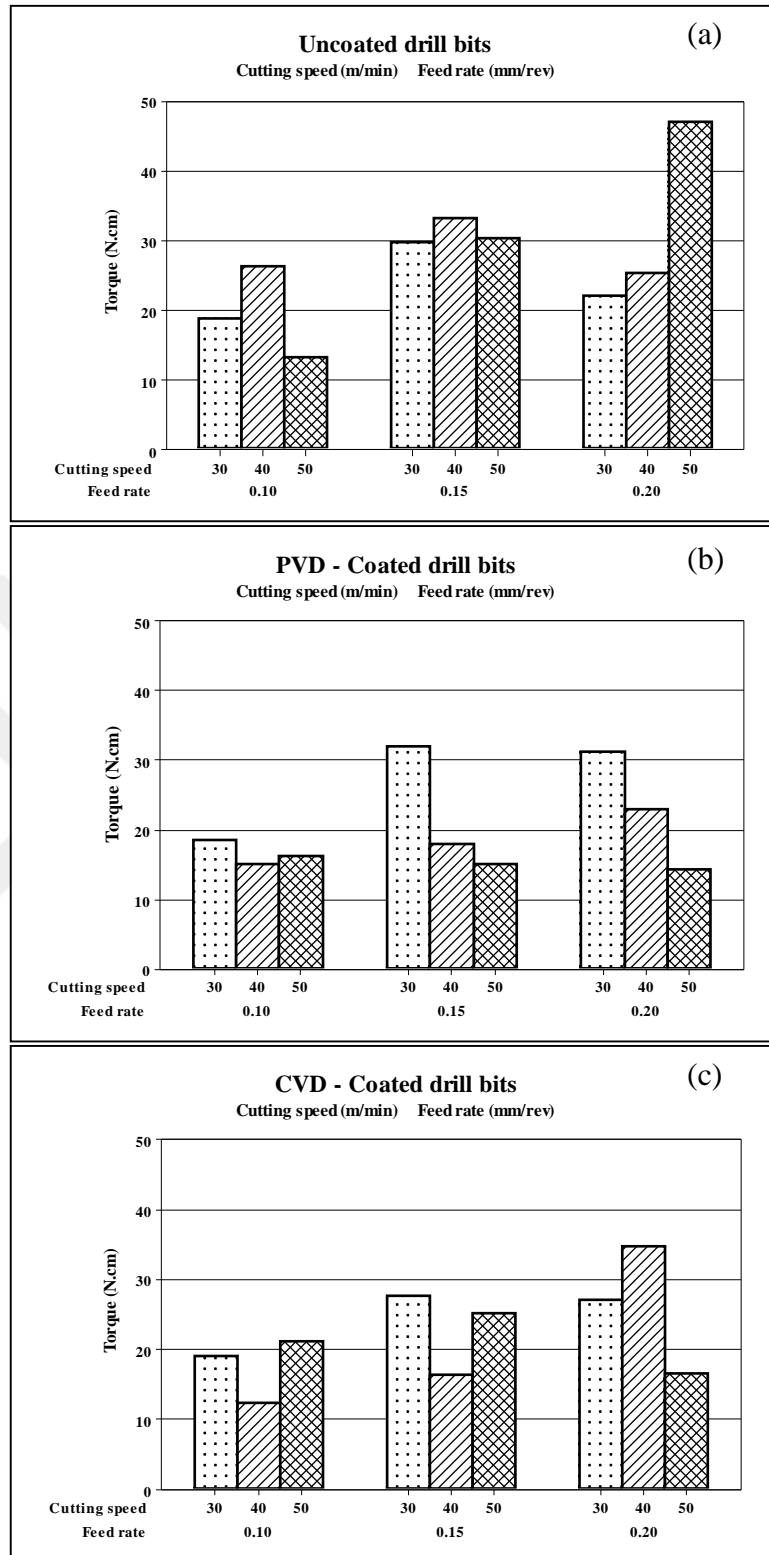 Uncoated drill bits (a)
Cutting speed (m/min) Feed rate (mm/rev)
50
40
30
20
10
0
Torque (N.cm)
Cutting speed 30 40 50 30 40 50 30 40 50
Feed rate 0.10 0.15 0.20
PVD - Coated drill bits (b)
Cutting speed (m/min) Feed rate (mm/rev)
50
40
30
20
10
0
Torque (N.cm)
Cutting speed 30 40 50 30 40 50 30 40 50
Feed rate 0.10 0.15 0.20
CVD - Coated drill bits (c)
Cutting speed (m/min) Feed rate (mm/rev)
50
40
30
20
10
0
Torque (N.cm)
Cutting speed 30 40 50 30 40 50 30 40 50
Feed rate 0.10 0.15 0.20